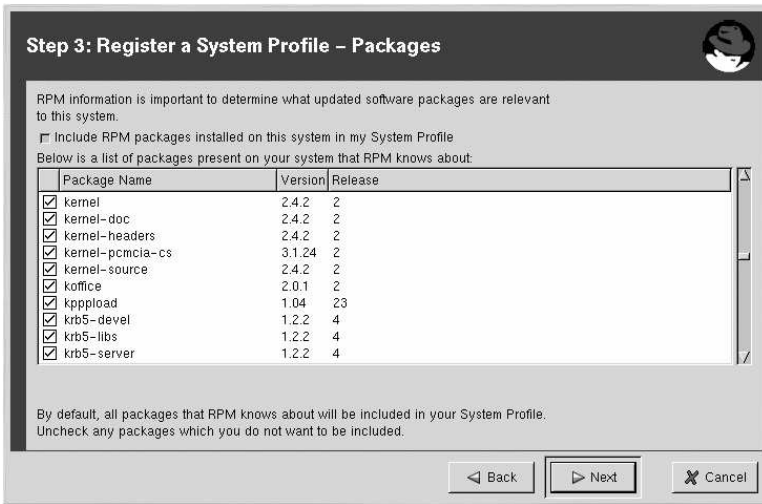 Step 3: Register a System Profile – Packages
RPM information is important to determine what updated software packages are relevant
to this system.
Include RPM packages installed on this system in my System Profile
Below is a list of packages present on your system that RPM knows about:
Package Name Version Release
kernel 2.4.2 2
kernel-doc 2.4.2 2
kernel-headers 2.4.2 2
kernel-pcmcia-cs 3.1.24 2
kernel-source 2.4.2 2
koffice 2.0.1 2
kpppload 1.04 23
krb5-devel 1.2.2 4
krb5-libs 1.2.2 4
krb5-server 1.2.2 4
By default, all packages that RPM knows about will be included in your System Profile.
Uncheck any packages which you do not want to be included.
Back Next Cancel